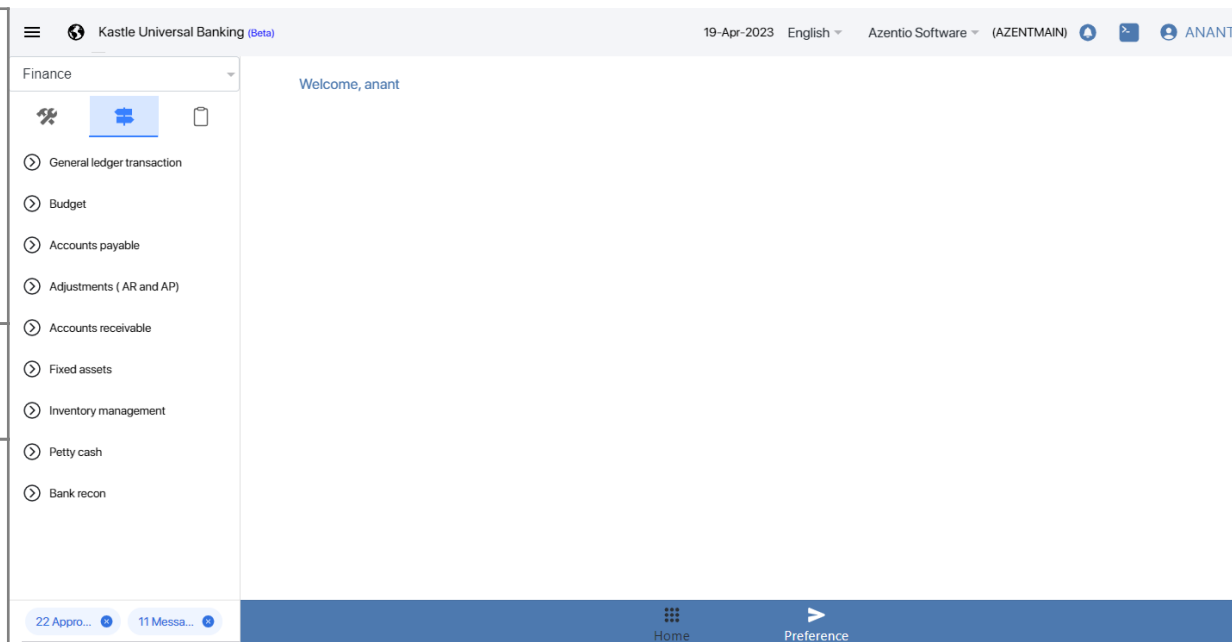 Kastle Universal Banking (Beta) 19-Apr-2023 English Azentio Software (AZENTMAIN) ANANT
Finance
Welcome, anant
General ledger transaction
Budget
Accounts payable
Adjustments ( AR and AP)
Accounts receivable
Fixed assets
Inventory management
Petty cash
Bank recon
22 Appro... 11 Messa...
Home Preference